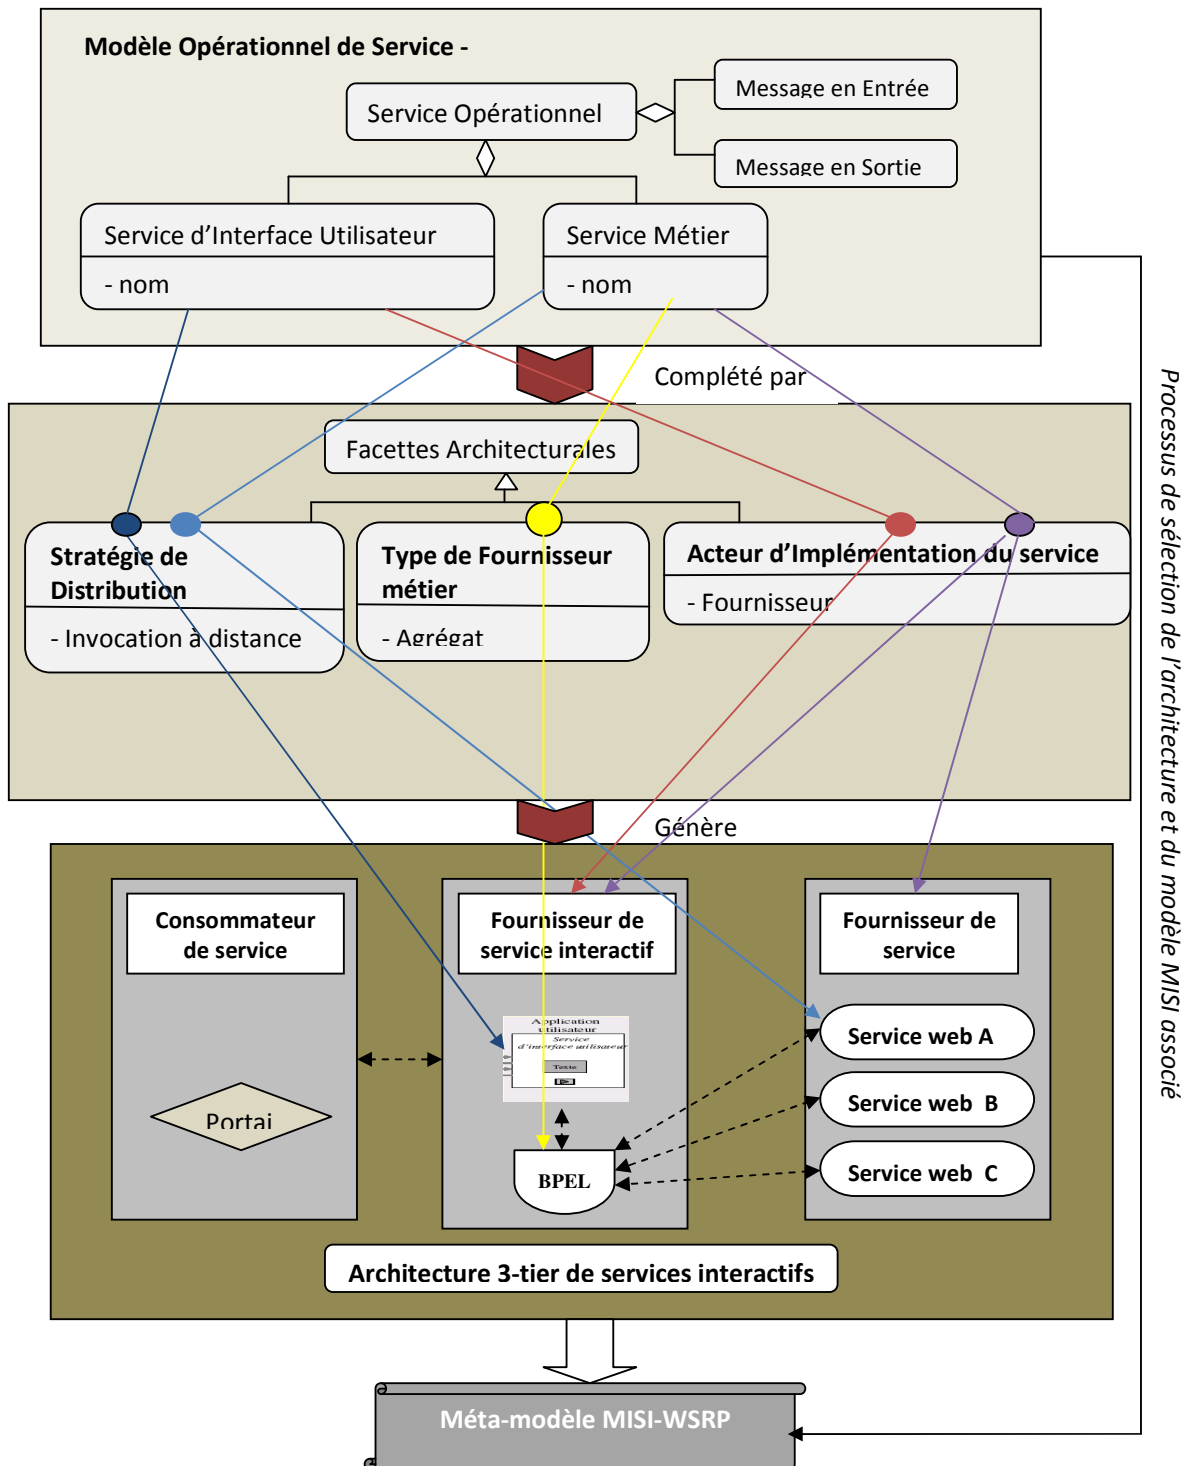 Modèle Opérationnel de Service -
Service Opérationnel
Message en Entrée
Message en Sortie
Service d'Interface Utilisateur
- nom
Service Métier
- nom
Complété par
Facettes Architecturales
Stratégie de
Distribution
- Invocation à distance
Type de Fournisseur
métier
- Agrégat
Acteur d'Implémentation du service
- Fournisseur
Génère
Consommateur
de service
Portai
Fournisseur de
service interactif
Application
utilisateur
Service
d'interface utilisateur
Texte
BPEL
Fournisseur de
service
Service web A
Service web B
Service web C
Architecture 3-tier de services interactifs
Méta-modèle MISI-WSRP
Processus de sélection de l'architecture et du modèle MISI associé